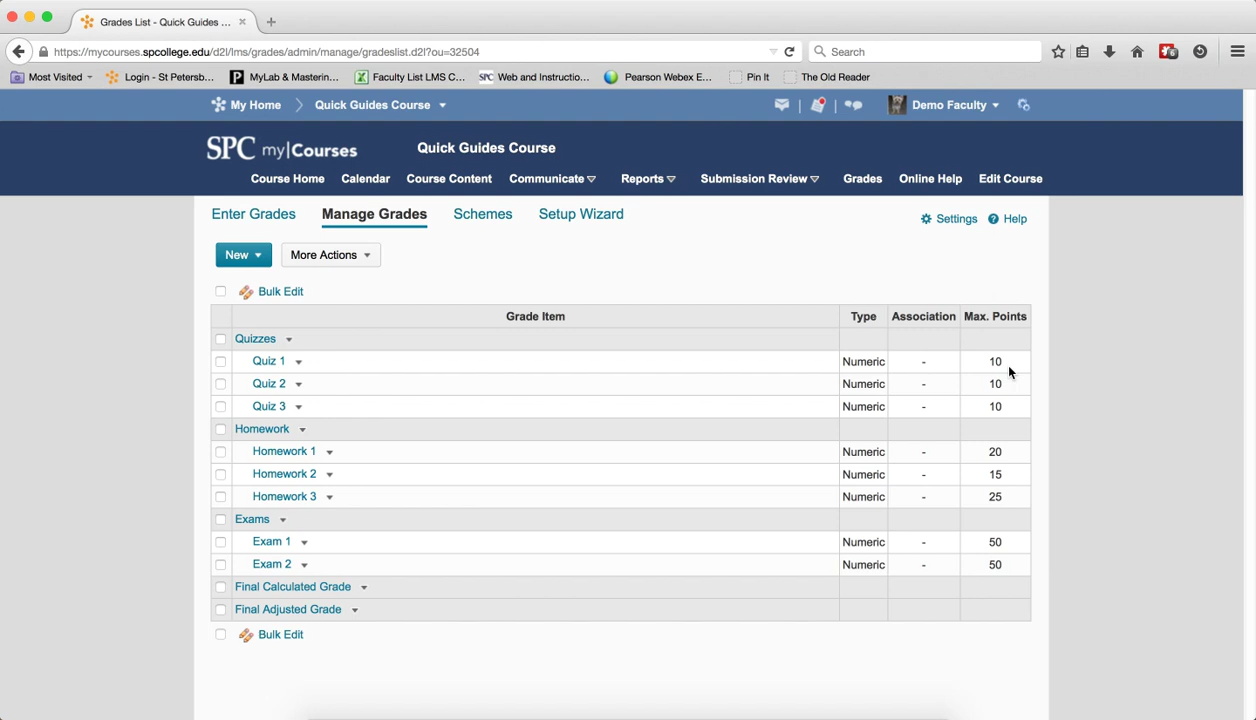 Grades List - Quick Guides ...
https://mycourses.spcollege.edu/d2l/lms/grades/admin/manage/gradeslist.d2l?ou=32504
Search
Most Visited
Login - St Petersb...
P MyLab & Masterin...
Faculty List LMS C...
SPC Web and Instructio...
Pearson Webex E...
Pin It
The Old Reader
My Home
Quick Guides Course
Demo Faculty
SPC my|Courses
Quick Guides Course
Course Home
Calendar
Course Content
Communicate
Reports
Submission Review
Grades
Online Help
Edit Course
Enter Grades
Manage Grades
Schemes
Setup Wizard
Settings
Help
New
More Actions
Bulk Edit
Grade Item Type Association Max. Points
Quizzes
Quiz 1 Numeric - 10
Quiz 2 Numeric - 10
Quiz 3 Numeric - 10
Homework
Homework 1 Numeric - 20
Homework 2 Numeric - 15
Homework 3 Numeric - 25
Exams
Exam 1 Numeric - 50
Exam 2 Numeric - 50
Final Calculated Grade
Final Adjusted Grade
Bulk Edit